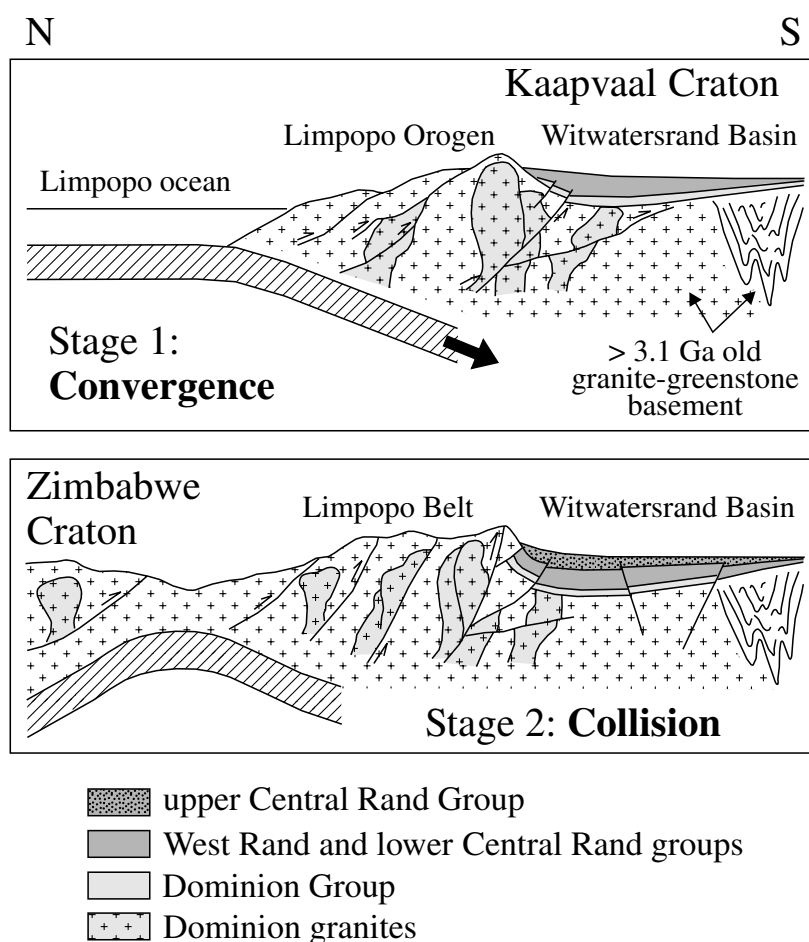 N S
Kaapvaal Craton
Limpopo Orogen Witwatersrand Basin
Limpopo ocean
Stage 1:
Convergence
> 3.1 Ga old
granite-greenstone
basement
Zimbabwe
Craton
Limpopo Belt Witwatersrand Basin
Stage 2: Collision
upper Central Rand Group
West Rand and lower Central Rand groups
Dominion Group
Dominion granites